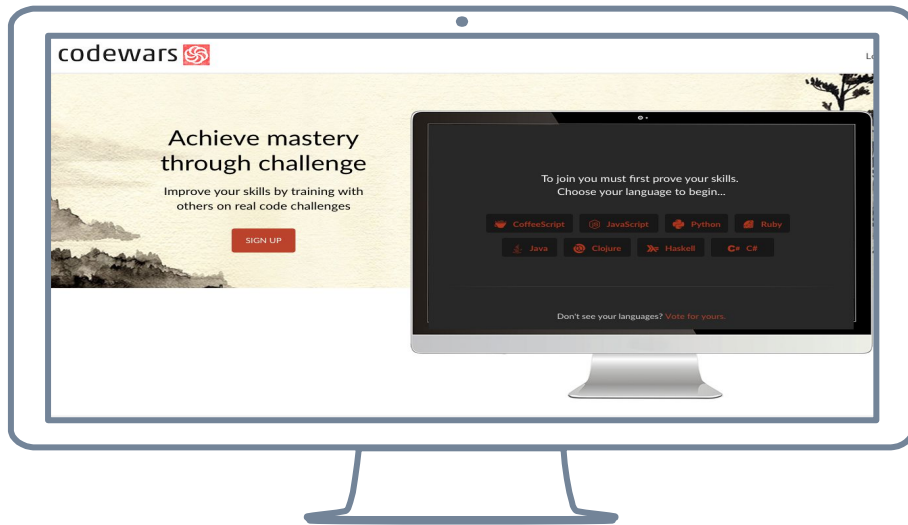 codewars
Achieve mastery
through challenge
Improve your skills by training with
others on real code challenges
SIGN UP
To join you must first prove your skills.
Choose your language to begin...
CoffeeScript JavaScript Python Ruby
Java Clojure Haskell C# C#
Don't see your languages? Vote for yours.